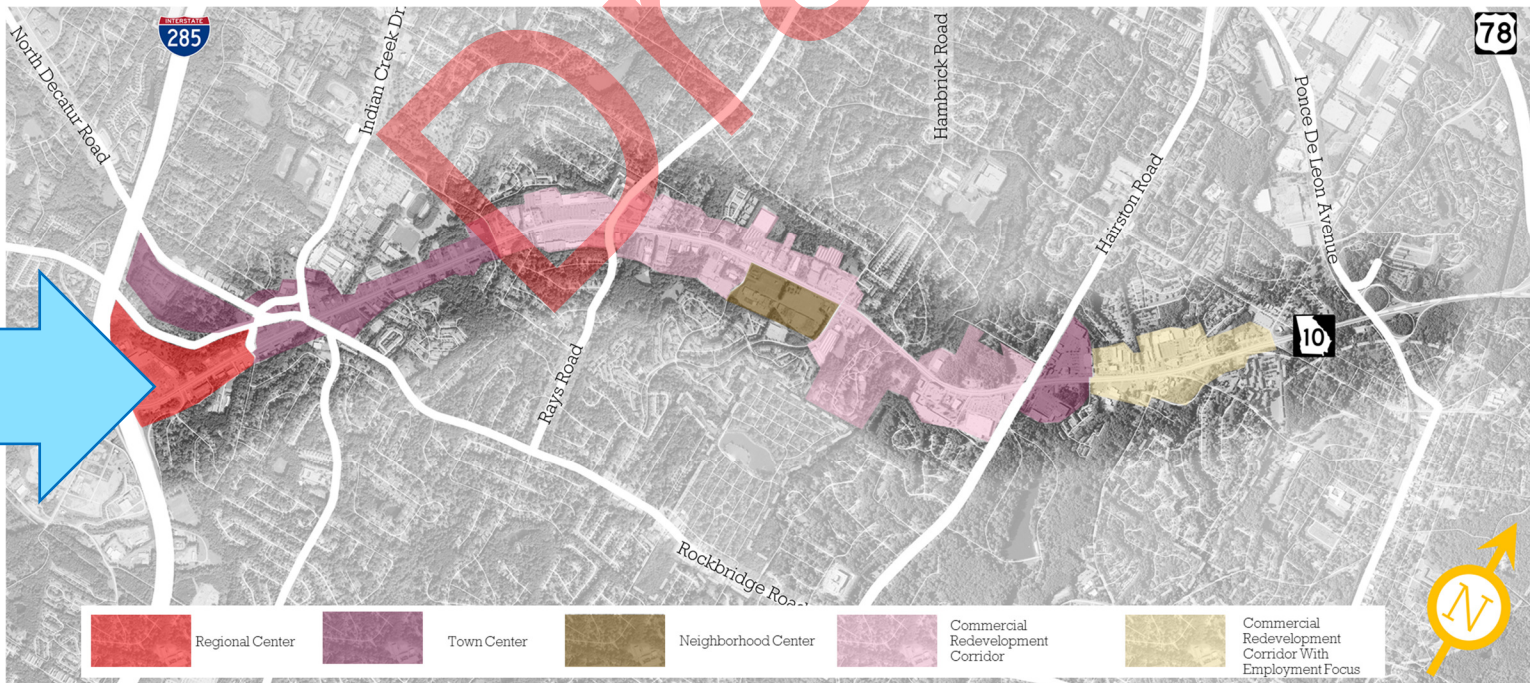 INTERSTATE
285
78
North Decatur Road
Indian Creek Dr.
Hambrick Road
Ponce De Leon Avenue
Hairston Road
10
Rays Road
Rockbridge Road
N
Regional Center
Town Center
Neighborhood Center
Commercial
Redevelopment
Corridor
Commercial
Redevelopment
Corridor With
Employment Focus